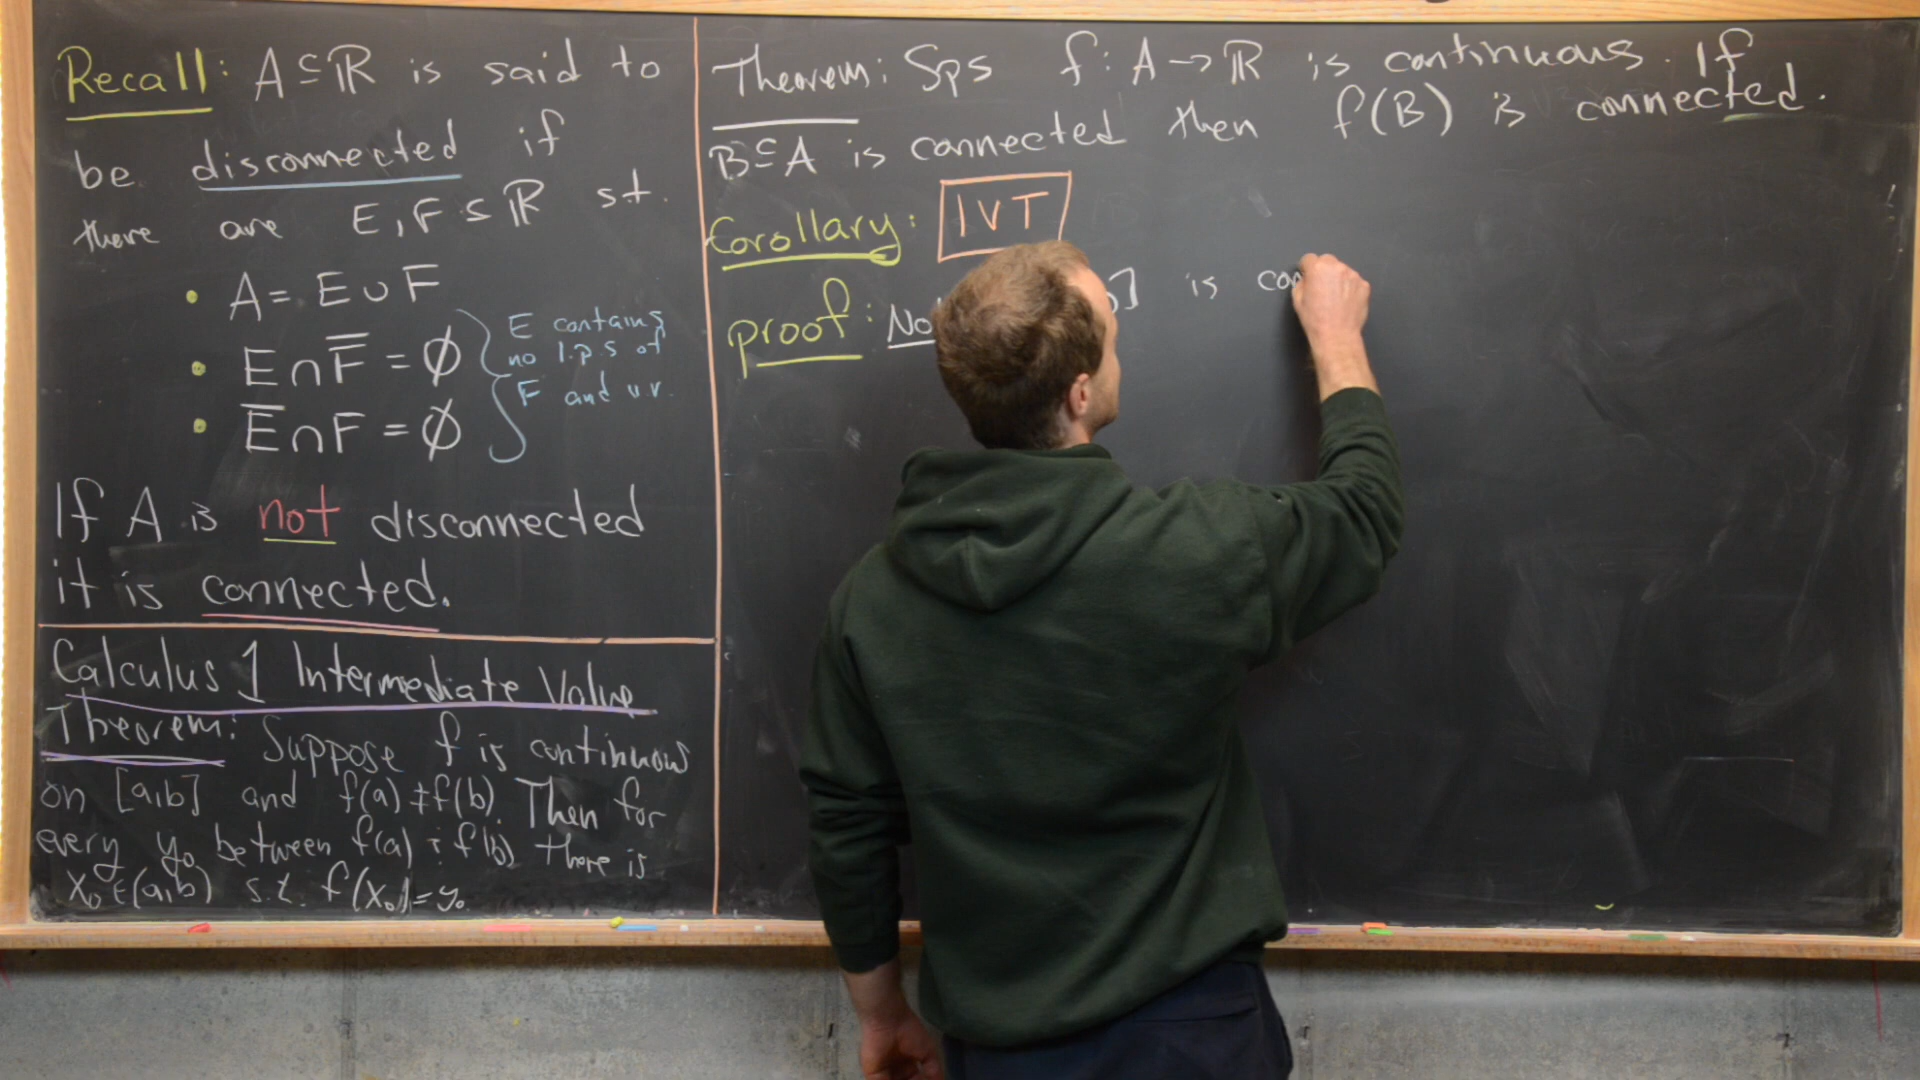 Recall: A ⊆ ℝ is said to
be disconnected if
there are E, F ⊆ ℝ s.t.
• A = E ∪ F
• E ∩ F̅ = ∅
• E̅ ∩ F = ∅
E contains
no l.p.s of
F and v.v.
If A is not disconnected
it is connected.
Calculus 1 Intermediate Value
Theorem: Suppose f is continuous
on [a,b] and f(a) ≠ f(b). Then for
every y₀ between f(a) & f(b) there is
x₀ ∈ (a,b) s.t. f(x₀) = y₀
Theorem: Sps f: A → ℝ is continuous. If
B ⊆ A is connected then f(B) is connected.
Corollary: IVT
proof: ] is